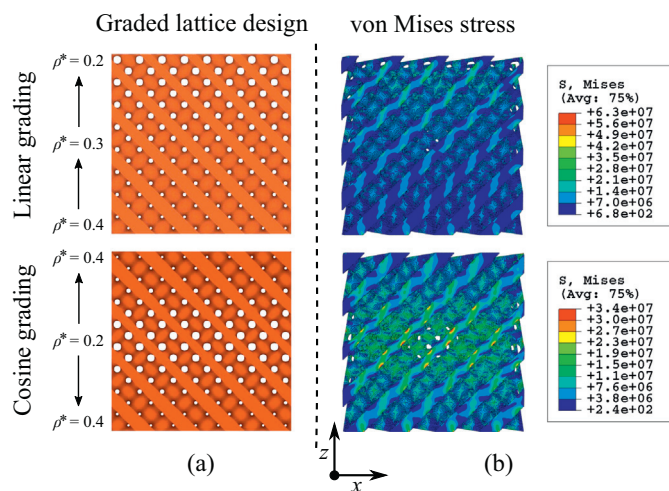 Graded lattice design
von Mises stress
Linear grading
ρ* = 0.2
ρ* = 0.3
ρ* = 0.4
S, Mises
(Avg: 75%)
+6.3e+07
+5.6e+07
+4.9e+07
+4.2e+07
+3.5e+07
+2.8e+07
+2.1e+07
+1.4e+07
+7.0e+06
+6.8e+02
Cosine grading
ρ* = 0.4
ρ* = 0.2
ρ* = 0.4
S, Mises
(Avg: 75%)
+3.4e+07
+3.0e+07
+2.7e+07
+2.3e+07
+1.9e+07
+1.5e+07
+1.1e+07
+7.6e+06
+3.8e+06
+2.4e+02
(a)
z
x
(b)